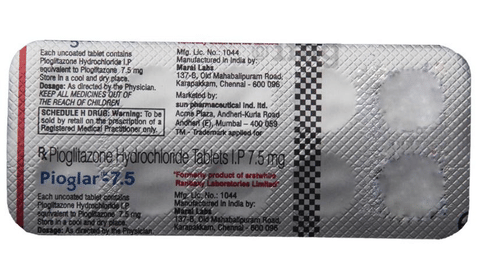 Each uncoated tablet contains
Pioglitazone Hydrochloride I.P
equivalent to Pioglitazone 7.5 mg
Store in a cool and dry place.
Dosage: As directed by the Physician.
KEEP ALL MEDICINES OUT OF
THE REACH OF CHILDREN
SCHEDULE H DRUG: Warning: To be
sold by retail on the prescription of a
Registered Medical Practitioner only.
Mfg. Lic. No.: 1044
Manufactured in India by:
Maral Labs
137-B, Old Mahabalipuram Road,
Karapakkam, Chennai - 600 096
Marketed by:
sun pharmaceutical ind. ltd.
Acme Plaza, Andheri-Kurla Road
Andheri (E), Mumbai - 400 059
TM - Trademark applied for
Rx Pioglitazone Hydrochloride Tablets I.P 7.5 mg
Pioglar-7.5
"Formerly product of erstwhile
Ranbaxy Laboratories Limited"
Each uncoated tablet contains
Pioglitazone Hydrochloride I.P
equivalent to Pioglitazone 7.5 mg
Store in a cool and dry place.
Dosage: As directed by the Physician.
Mfg. Lic. No.: 1044
Manufactured in India by:
Maral Labs
137-B, Old Mahabalipuram Road,
Karapakkam, Chennai - 600 096